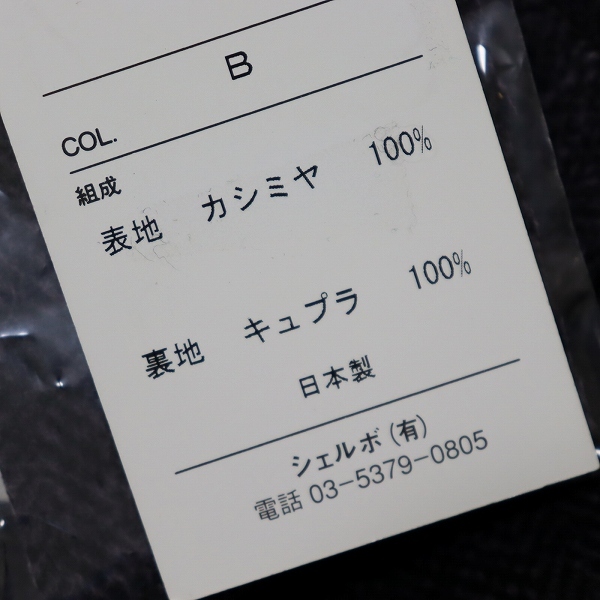 B
COL.
組成
表地 カシミヤ 100%
裏地 キュプラ 100%
日本製
シェルボ(有)
電話 03-5379-0805